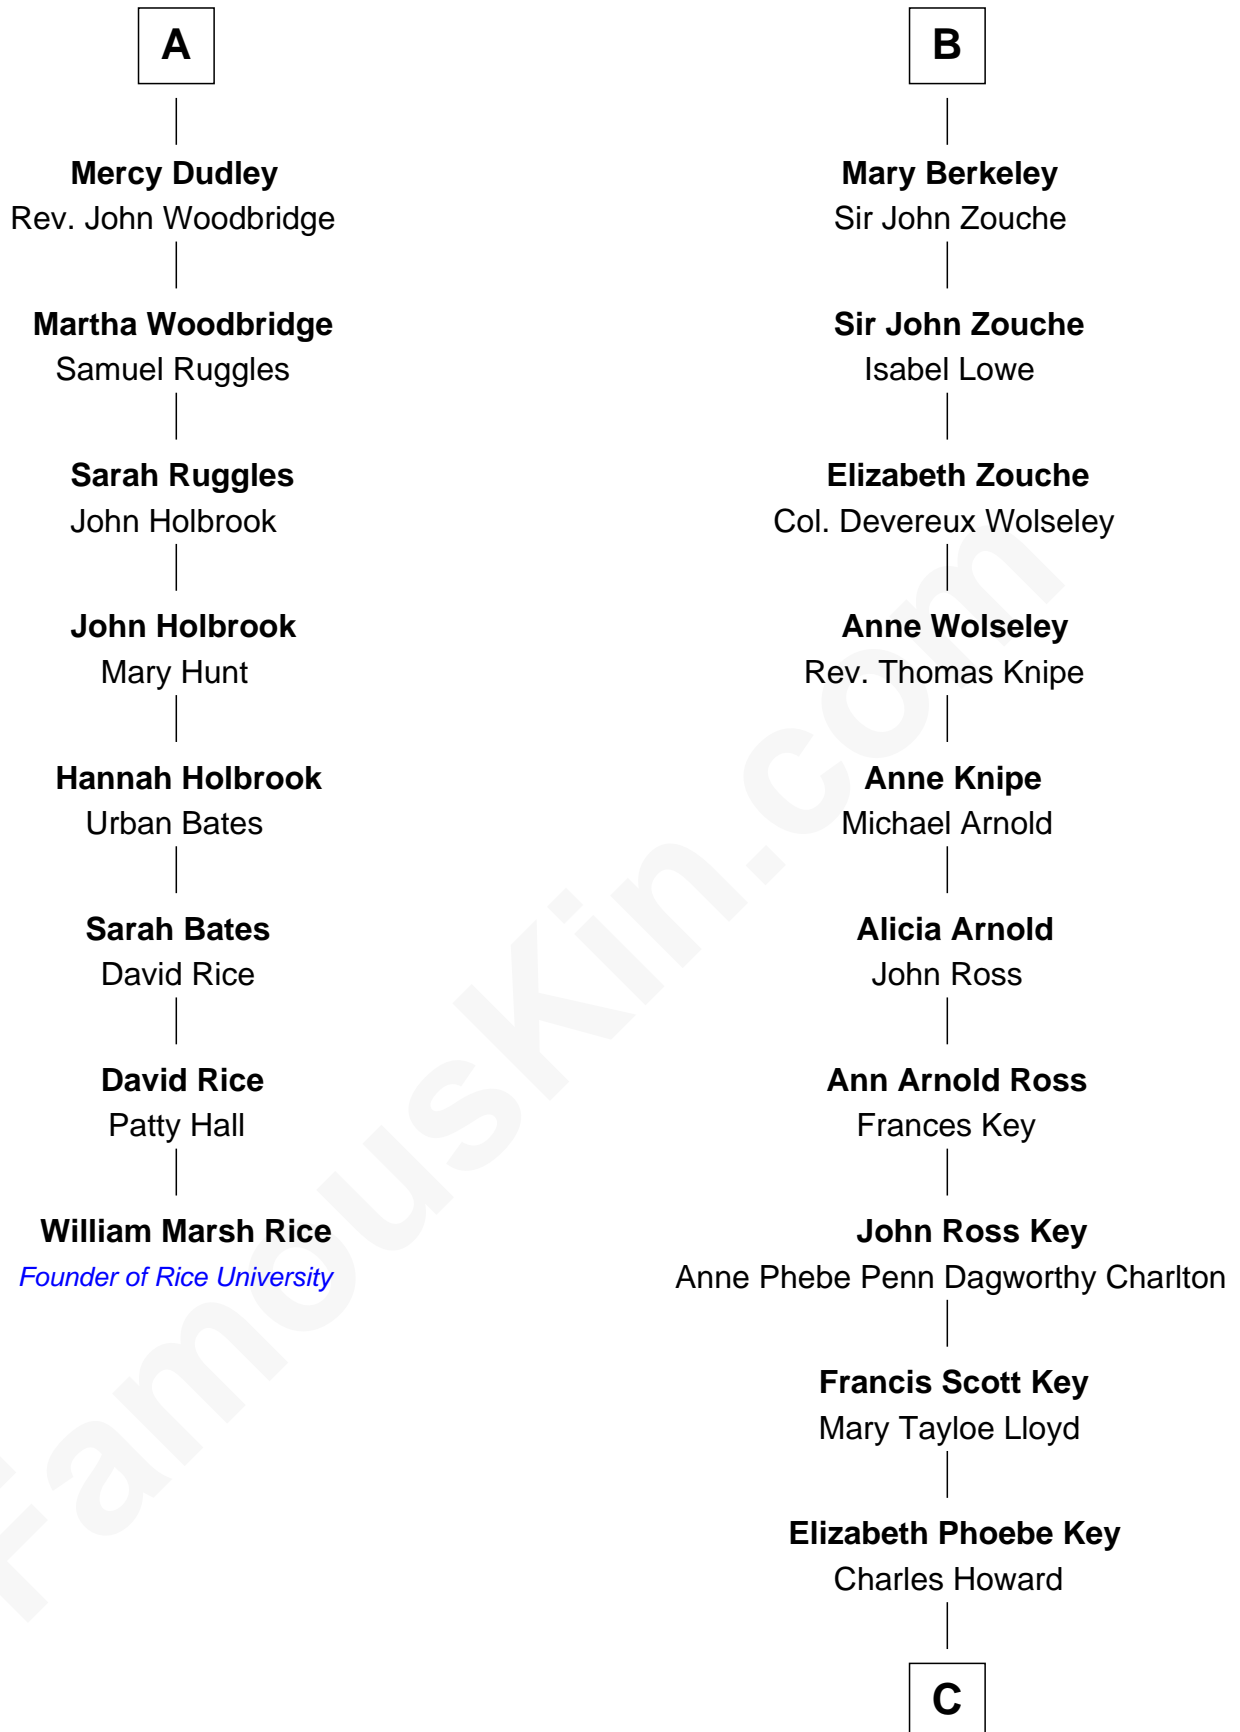 A
Mercy Dudley
Rev. John Woodbridge
Martha Woodbridge
Samuel Ruggles
Sarah Ruggles
John Holbrook
John Holbrook
Mary Hunt
Hannah Holbrook
Urban Bates
Sarah Bates
David Rice
David Rice
Patty Hall
William Marsh Rice
Founder of Rice University
B
Mary Berkeley
Sir John Zouche
Sir John Zouche
Isabel Lowe
Elizabeth Zouche
Col. Devereux Wolseley
Anne Wolseley
Rev. Thomas Knipe
Anne Knipe
Michael Arnold
Alicia Arnold
John Ross
Ann Arnold Ross
Frances Key
John Ross Key
Anne Phebe Penn Dagworthy Charlton
Francis Scott Key
Mary Tayloe Lloyd
Elizabeth Phoebe Key
Charles Howard
C
FamousKin.com